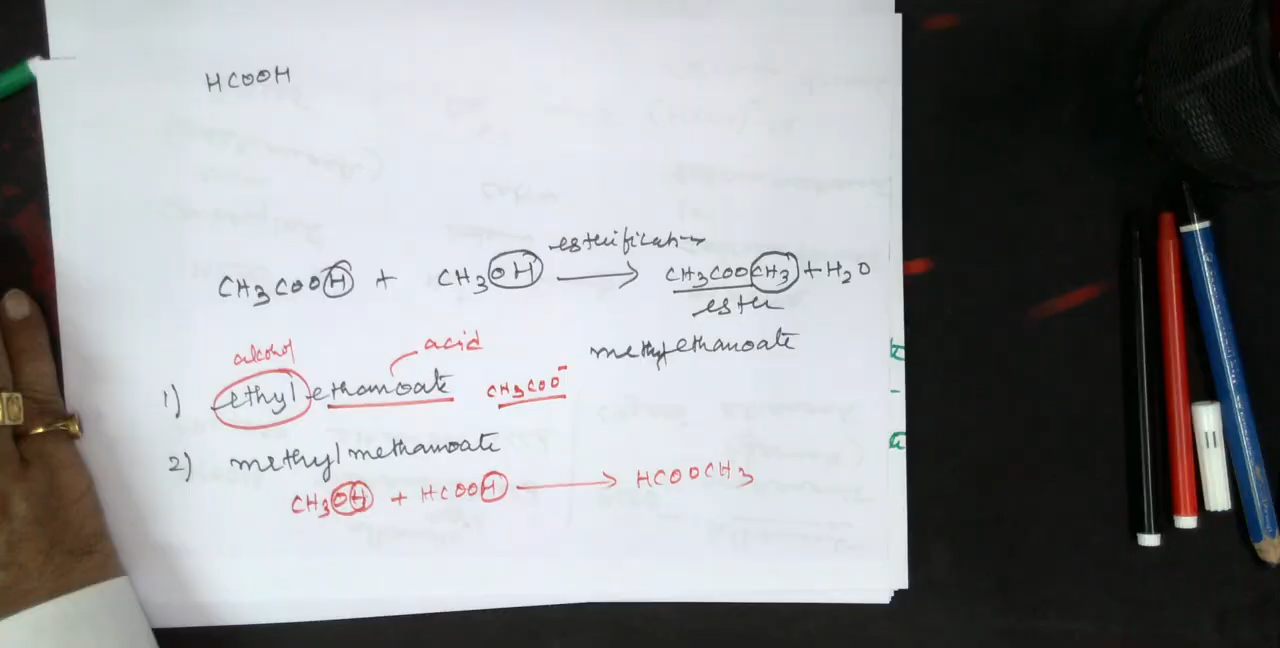 HCOOH
CH3COOH + CH3OH esterification → CH3COOCH3 + H2O
ester
methylethanoate
alcohol acid
1) ethyl ethanoate CH3COO⁻
2) methyl methanoate
CH3OH + HCOOH → HCOOCH3